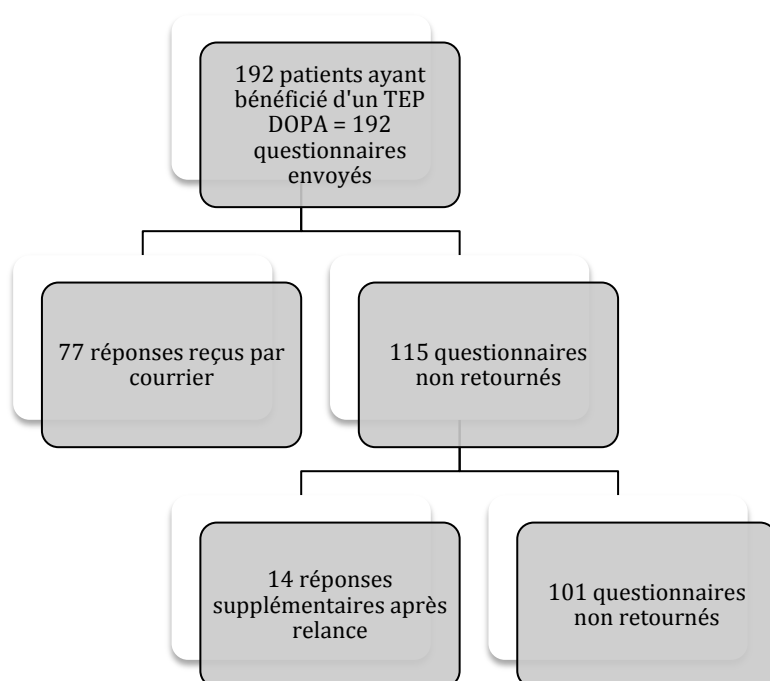 192 patients ayant
bénéficié d'un TEP
DOPA = 192
questionnaires
envoyés
77 réponses reçus par
courrier
115 questionnaires
non retournés
14 réponses
supplémentaires après
relance
101 questionnaires
non retournés